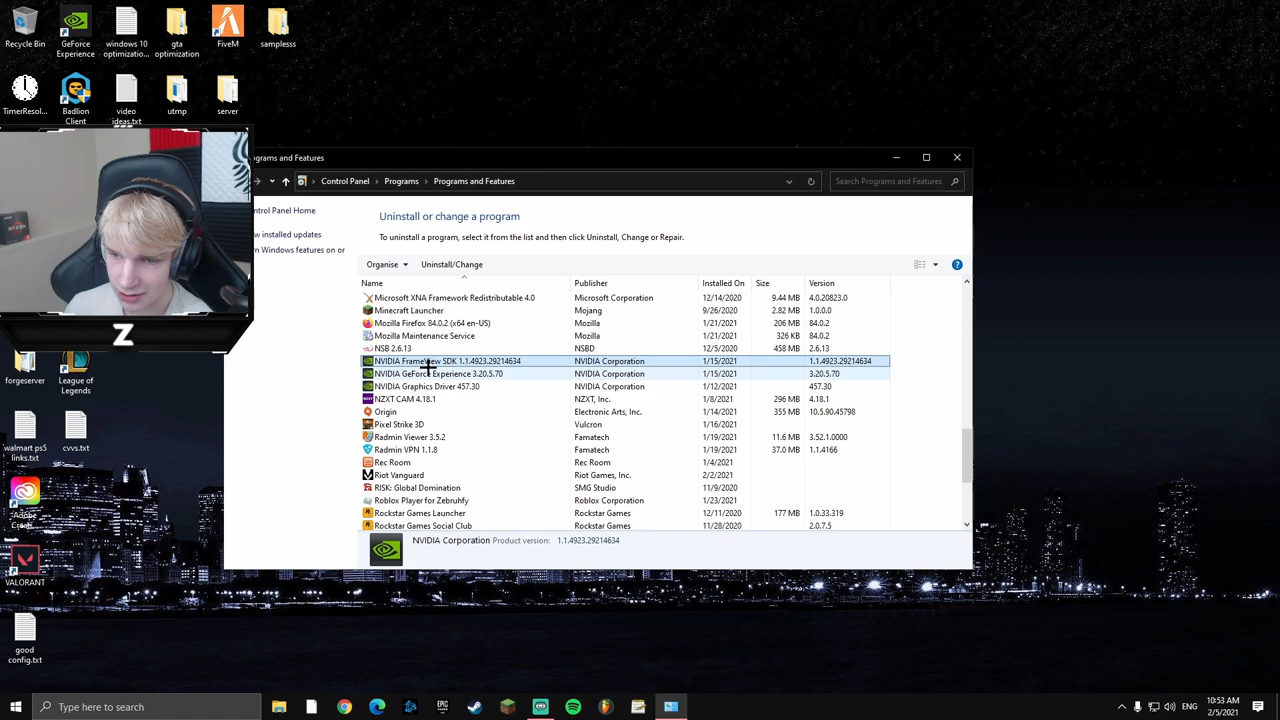 Recycle Bin
GeForce Experience
windows 10 optimizatio...
gta optimization
FiveM
samplesss
TimerResol...
Badlion Client
video ideas.txt
utmp
server
Z
forgeserver
League of Legends
walmart ps5 links.txt
cvvs.txt
VALORANT
good config.txt
ograms and Features
Control Panel
Programs
Programs and Features
Search Programs and Features
ntrol Panel Home
w installed updates
rn Windows features on or
Uninstall or change a program
To uninstall a program, select it from the list and then click Uninstall, Change or Repair.
Organise Uninstall/Change
Name Publisher Installed On Size Version
Microsoft XNA Framework Redistributable 4.0 Microsoft Corporation 12/14/2020 9.44 MB 4.0.20823.0
Minecraft Launcher Mojang 9/26/2020 2.82 MB 1.0.0.0
Mozilla Firefox 84.0.2 (x64 en-US) Mozilla 1/21/2021 206 MB 84.0.2
Mozilla Maintenance Service Mozilla 1/21/2021 326 KB 84.0.2
NSB 2.6.13 NSBD 12/5/2020 458 MB 2.6.13
NVIDIA FrameView SDK 1.1.4923.29214634 NVIDIA Corporation 1/15/2021 1.1.4923.29214634
NVIDIA GeForce Experience 3.20.5.70 NVIDIA Corporation 1/15/2021 3.20.5.70
NVIDIA Graphics Driver 457.30 NVIDIA Corporation 1/12/2021 457.30
NZXT CAM 4.18.1 NZXT, Inc. 1/8/2021 296 MB 4.18.1
Origin Electronic Arts, Inc. 1/14/2021 355 MB 10.5.90.45798
Pixel Strike 3D Vulcron 1/16/2021
Radmin Viewer 3.5.2 Famatech 1/19/2021 11.6 MB 3.52.1.0000
Radmin VPN 1.1.8 Famatech 1/19/2021 37.0 MB 1.1.4166
Rec Room Rec Room 1/4/2021
Riot Vanguard Riot Games, Inc. 2/2/2021
RISK: Global Domination SMG Studio 11/9/2020
Roblox Player for Zebruhfy Roblox Corporation 1/23/2021
Rockstar Games Launcher Rockstar Games 12/11/2020 177 MB 1.0.33.319
Rockstar Games Social Club Rockstar Games 11/28/2020 2.0.7.5
NVIDIA Corporation Product version: 1.1.4923.29214634
Type here to search
EPIC GAMES
ENG
10:53 AM
2/5/2021